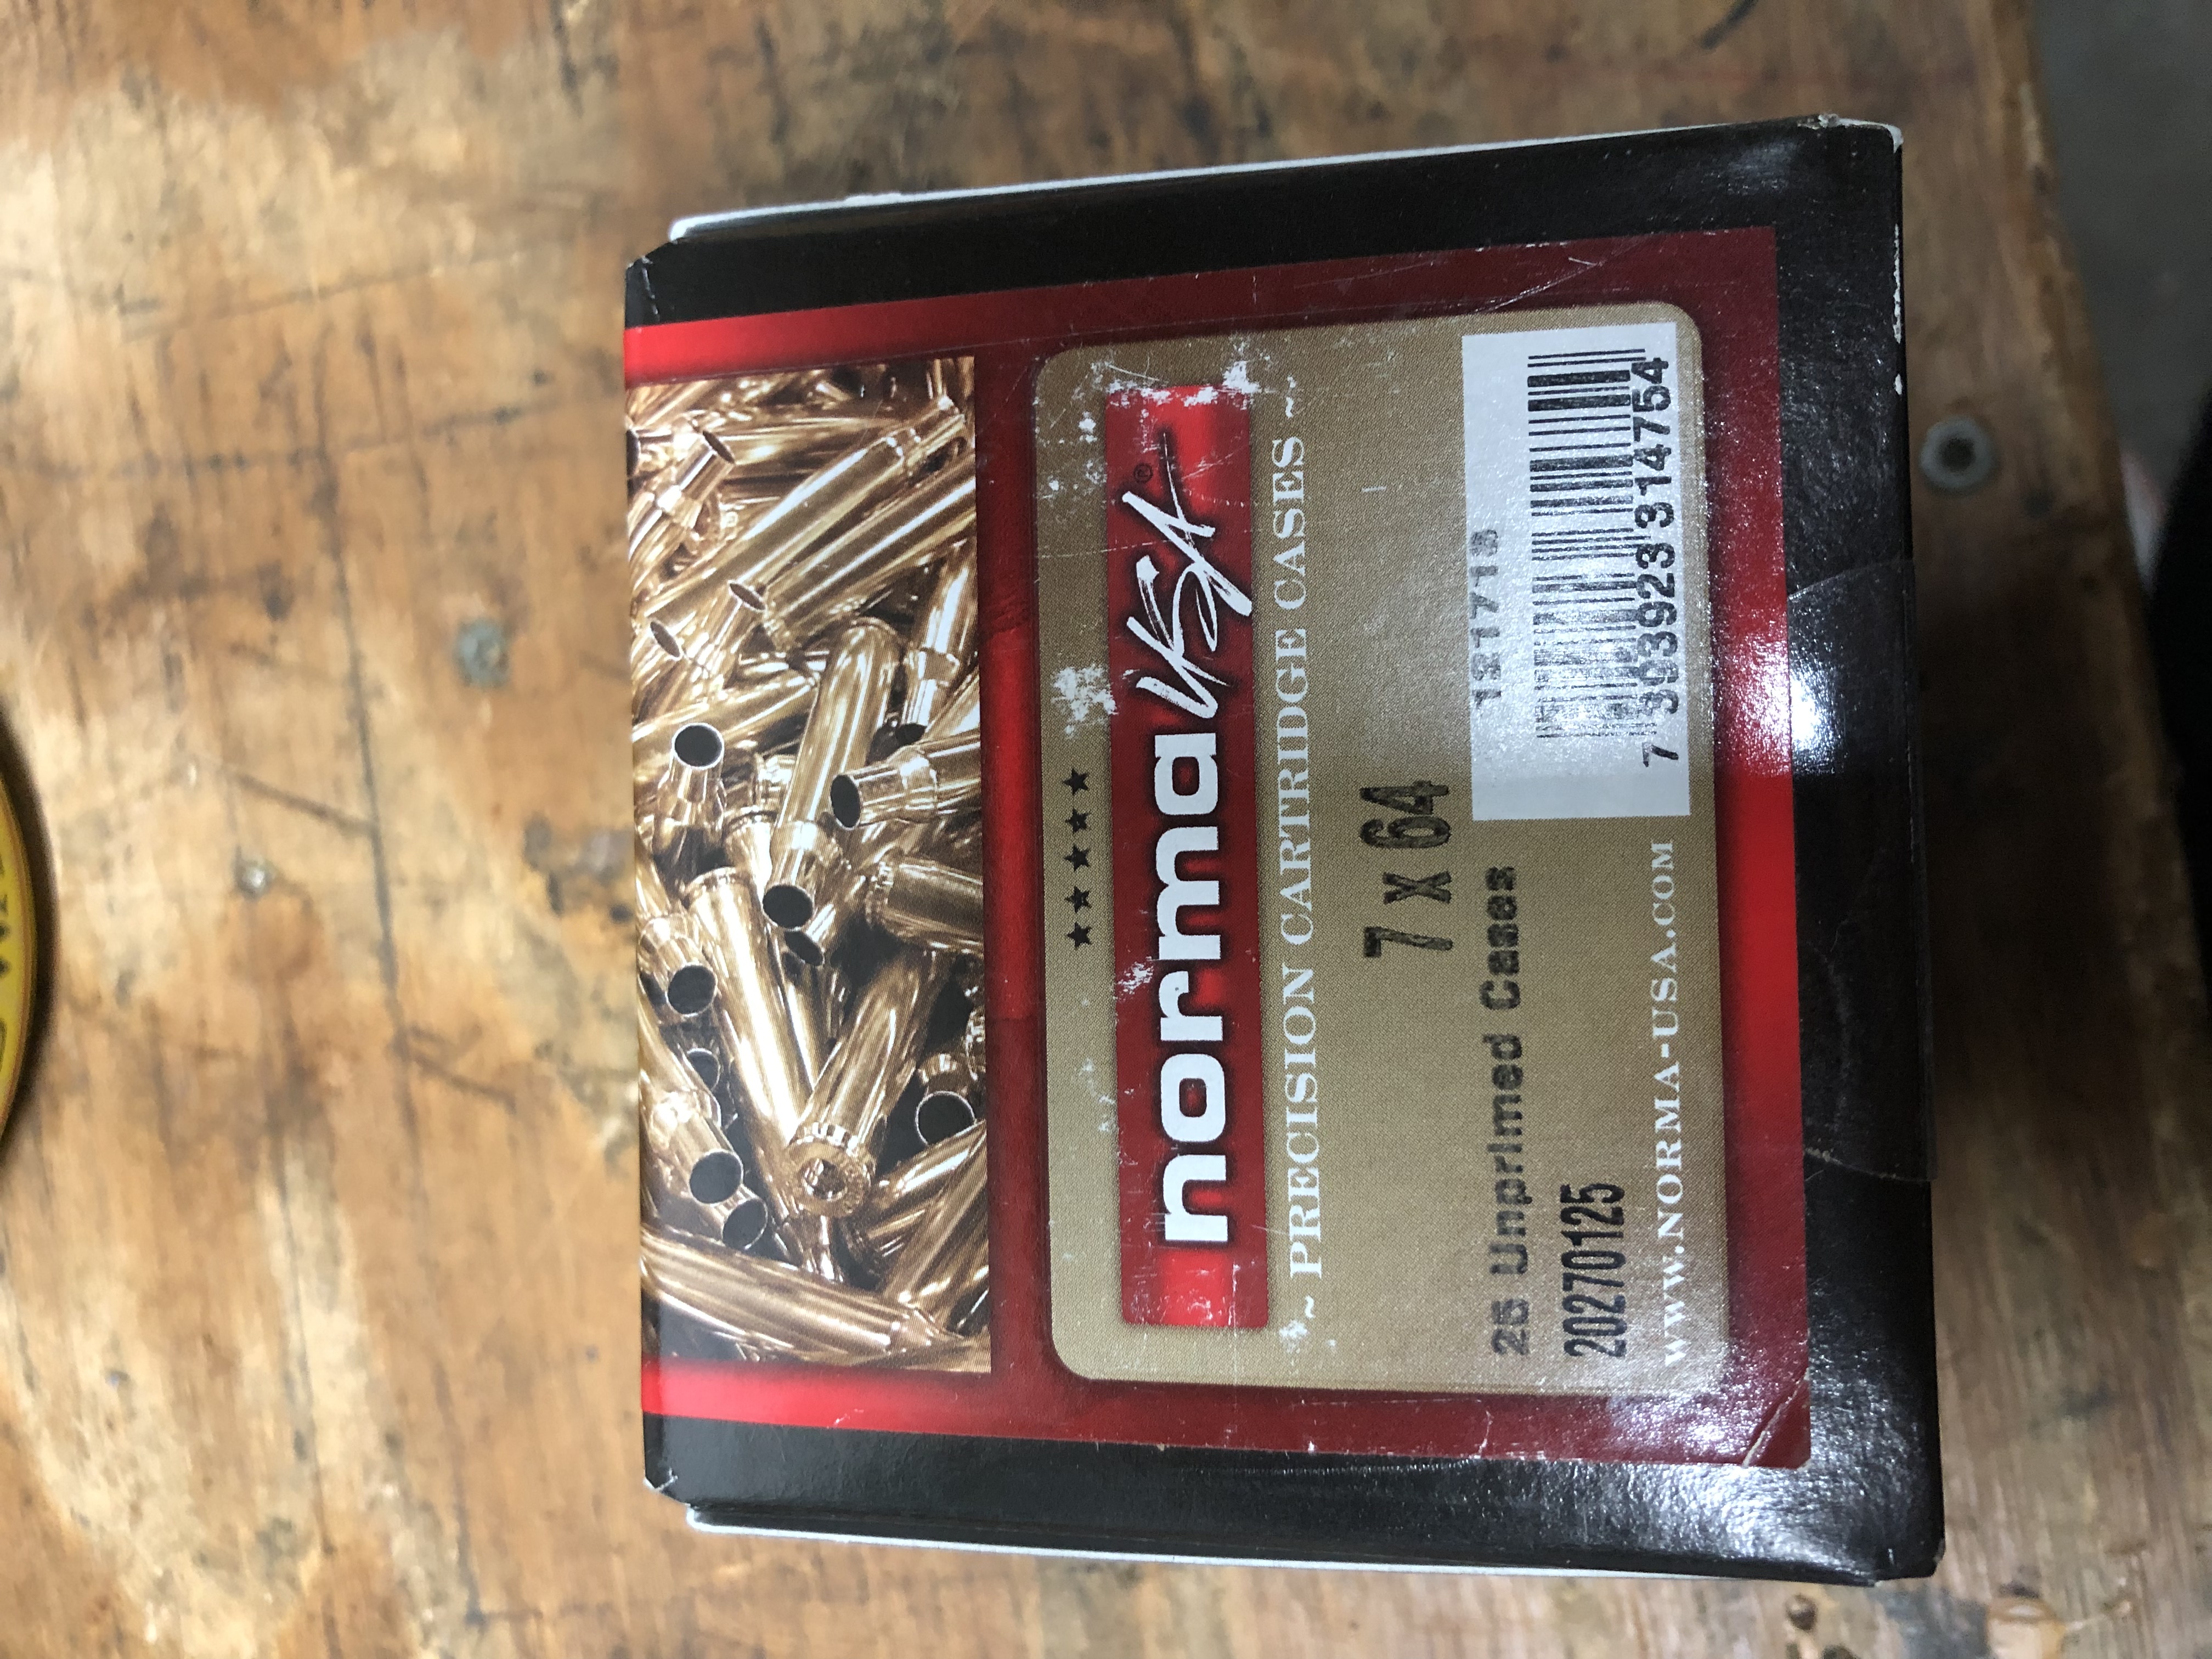 norma USA®
~ PRECISION CARTRIDGE CASES ~
7 x 64
25 Unprimed Cases
20270125
WWW.NORMA-USA.COM
7 393923 314754